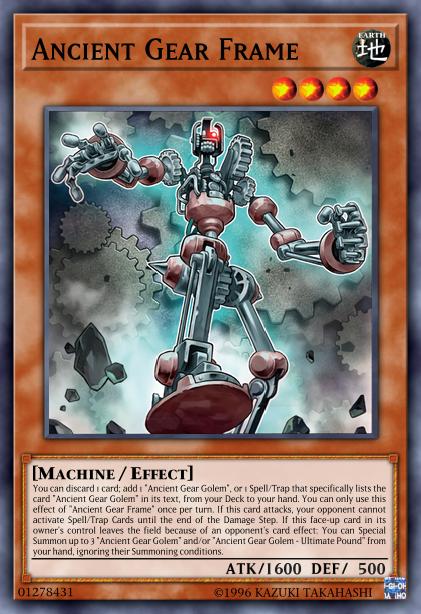 ANCIENT GEAR FRAME
EARTH
地
[MACHINE / EFFECT]
You can discard 1 card; add 1 "Ancient Gear Golem", or 1 Spell/Trap that specifically lists the
card "Ancient Gear Golem" in its text, from your Deck to your hand. You can only use this
effect of "Ancient Gear Frame" once per turn. If this card attacks, your opponent cannot
activate Spell/Trap Cards until the end of the Damage Step. If this face-up card in its
owner's control leaves the field because of an opponent's card effect: You can Special
Summon up to 3 "Ancient Gear Golem" and/or "Ancient Gear Golem - Ultimate Pound" from
your hand, ignoring their Summoning conditions.
ATK/1600 DEF/ 500
01278431
©1996 KAZUKI TAKAHASHI